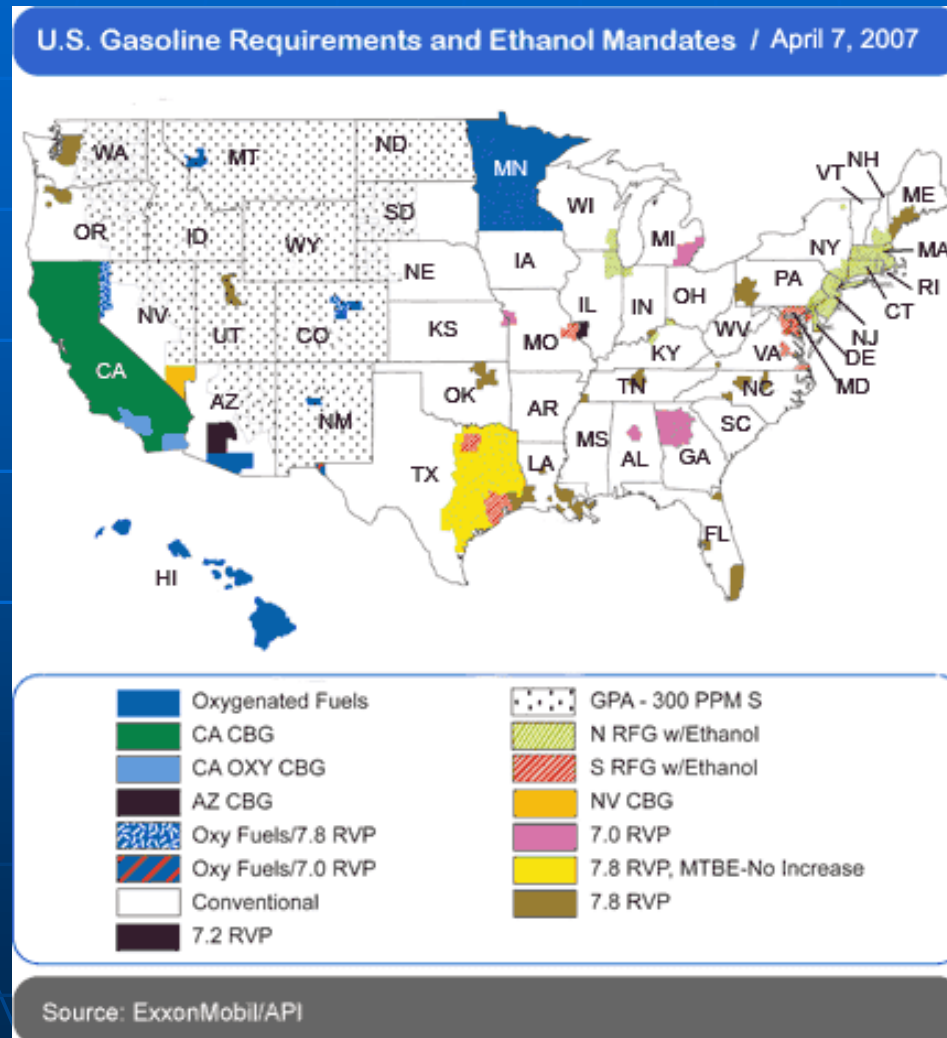 U.S. Gasoline Requirements and Ethanol Mandates / April 7, 2007
WA
MT
ND
MN
VT
NH
ME
OR
ID
SD
WI
MI
NY
MA
WY
RI
NE
IA
PA
CT
NV
UT
CO
IL
IN
OH
NJ
KS
MO
WV
DE
CA
KY
VA
MD
AZ
NM
OK
TN
NC
AR
SC
MS
AL
GA
TX
LA
FL
HI
Oxygenated Fuels
CA CBG
CA OXY CBG
AZ CBG
Oxy Fuels/7.8 RVP
Oxy Fuels/7.0 RVP
Conventional
7.2 RVP
GPA - 300 PPM S
N RFG w/Ethanol
S RFG w/Ethanol
NV CBG
7.0 RVP
7.8 RVP, MTBE-No Increase
7.8 RVP
Source: ExxonMobil/API